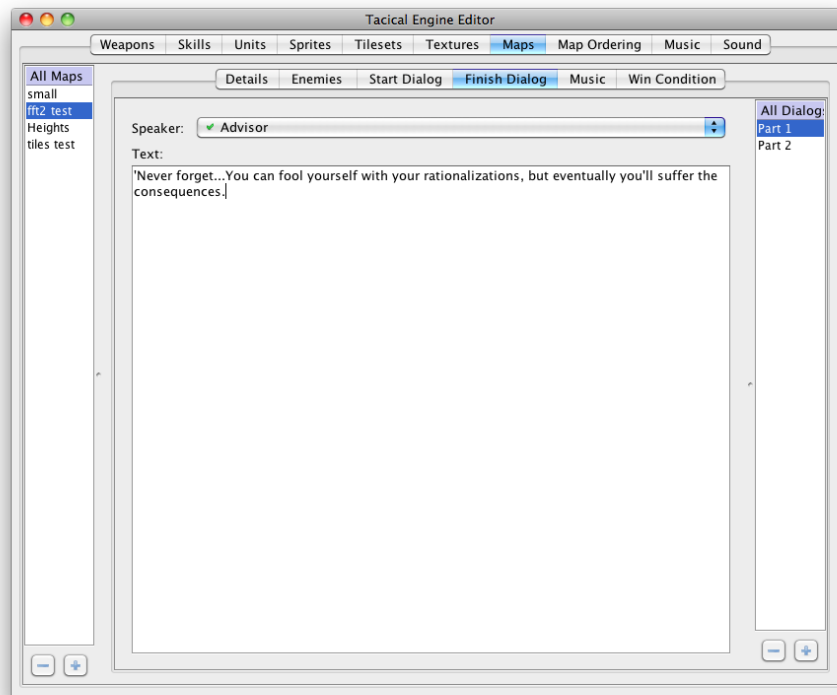 Tacical Engine Editor
Weapons Skills Units Sprites Tilesets Textures Maps Map Ordering Music Sound
All Maps
small
fft2 test
Heights
tiles test
Details Enemies Start Dialog Finish Dialog Music Win Condition
Speaker: Advisor
Text:
'Never forget...You can fool yourself with your rationalizations, but eventually you'll suffer the
consequences.
All Dialogs
Part 1
Part 2